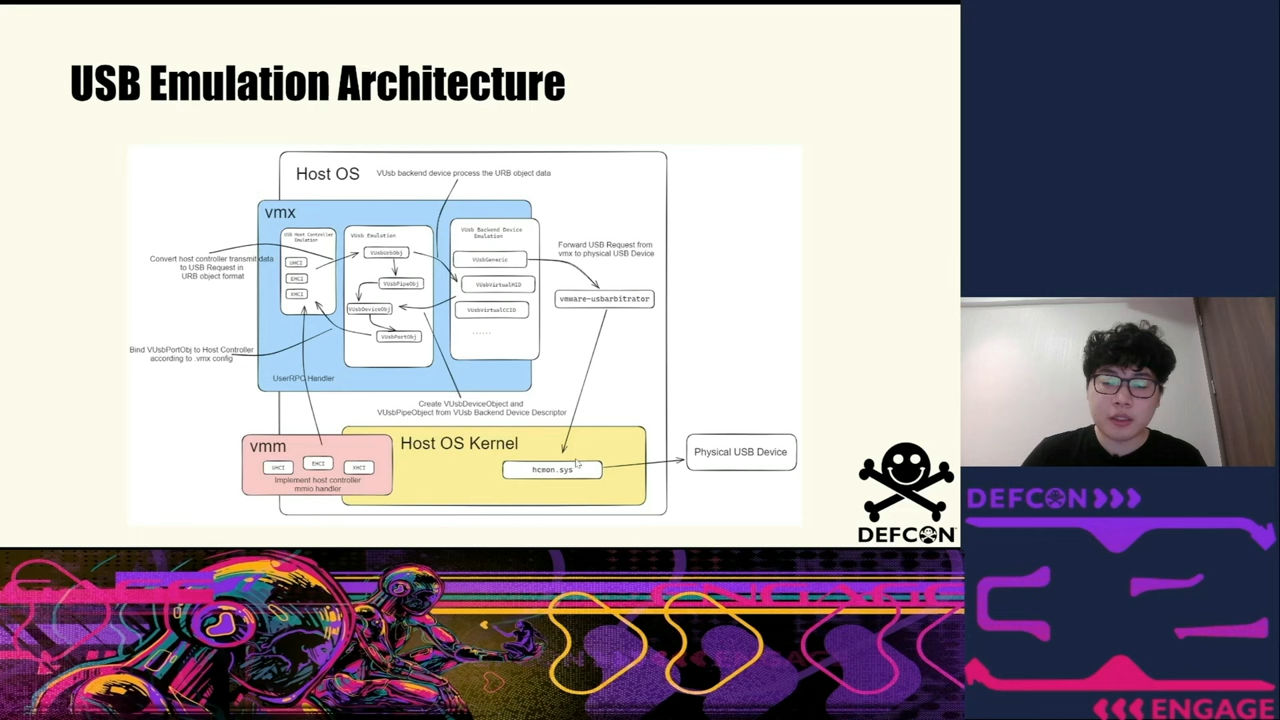 USB Emulation Architecture
Host OS
VUsb backend device process the URB object data
vmx
USB Host Controller
Emulation
UHCI
EHCI
XHCI
VUsb Emulation
VUsbUrbObj
VUsbPipeObj
VUsbDeviceObj
VUsbPortObj
VUsb Backend Device
Emulation
VUsbGeneric
VUsbVirtualHID
VUsbVirtualCCID
......
Convert host controller transmit data
to USB Request in
URB object format
Forward USB Request from
vmx to physical USB Device
vmware-usbarbitrator
Bind VUsbPortObj to Host Controller
according to .vmx config
UserRPC Handler
Create VUsbDeviceObject and
VUsbPipeObject from VUsb Backend Device Descriptor
vmm
UHCI
EHCI
XHCI
Implement host controller
mmio handler
Host OS Kernel
hcmon.sys
Physical USB Device
DEFCON
DEFCON
ENGAGE